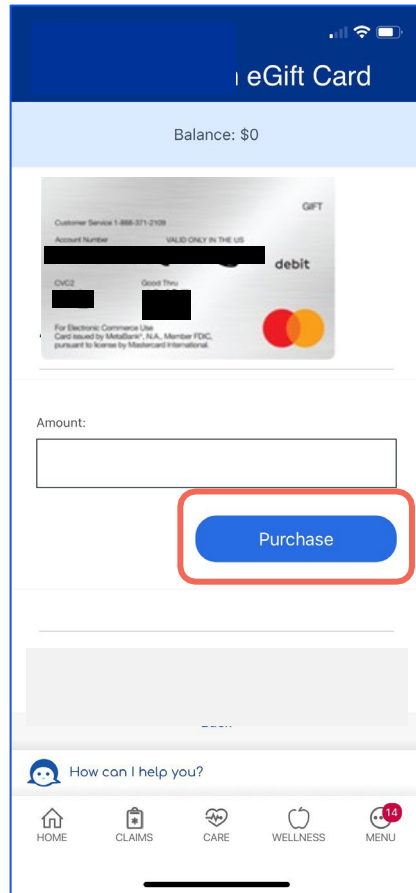 eGift Card
Balance: $0
GIFT
Customer Service 1-888-371-2109
Account Number VALID ONLY IN THE US
debit
CVC2 Good Thru
For Electronic Commerce Use
Card issued by MetaBank®, N.A., Member FDIC,
pursuant to license by Mastercard International.
Amount:
Purchase
How can I help you?
HOME CLAIMS CARE WELLNESS MENU
14